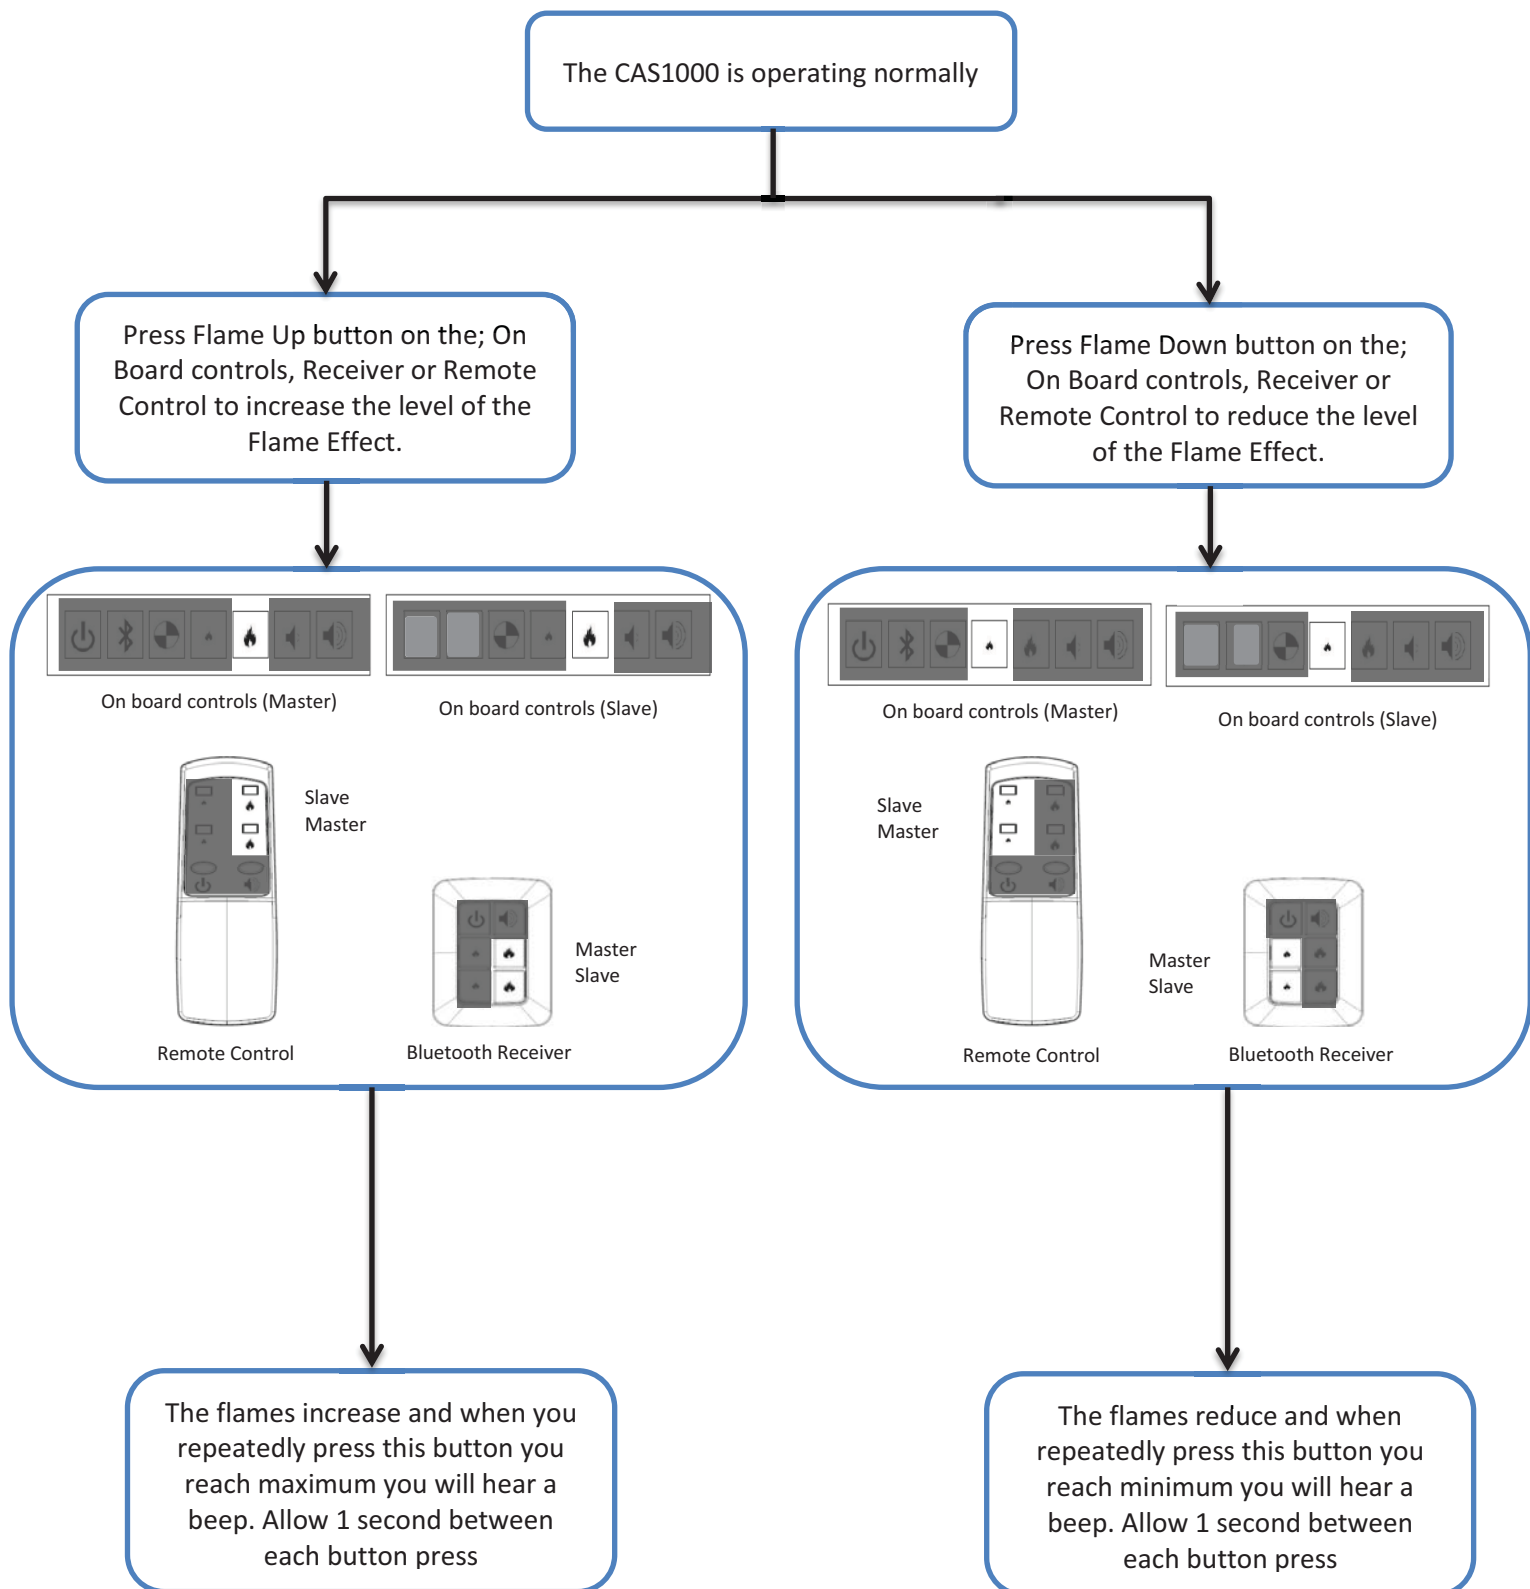 The CAS1000 is operating normally
Press Flame Up button on the; On
Board controls, Receiver or Remote
Control to increase the level of the
Flame Effect.
Press Flame Down button on the;
On Board controls, Receiver or
Remote Control to reduce the level
of the Flame Effect.
On board controls (Master)
On board controls (Slave)
Slave
Master
Master
Slave
Remote Control
Bluetooth Receiver
On board controls (Master)
On board controls (Slave)
Slave
Master
Master
Slave
Remote Control
Bluetooth Receiver
The flames increase and when you
repeatedly press this button you
reach maximum you will hear a
beep. Allow 1 second between
each button press
The flames reduce and when
repeatedly press this button you
reach minimum you will hear a
beep. Allow 1 second between
each button press